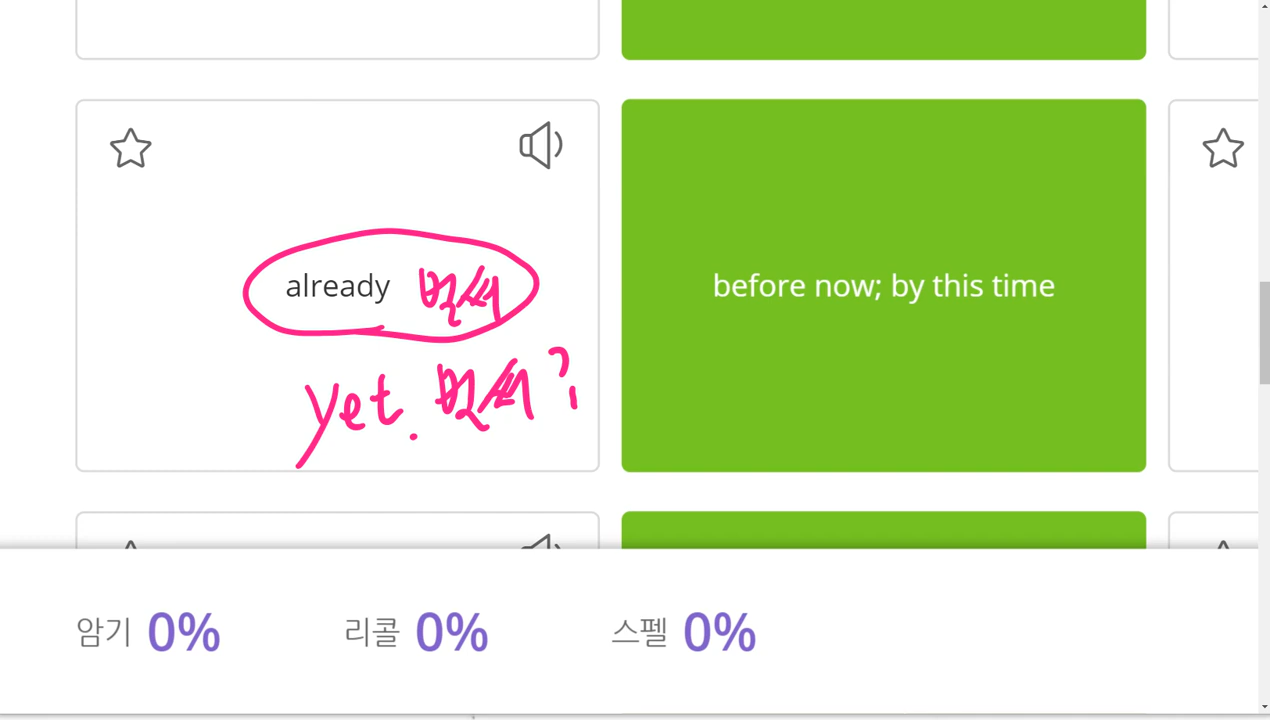 already 벌써
before now; by this time
yet. 벌써?
암기 0% 리콜 0% 스펠 0%